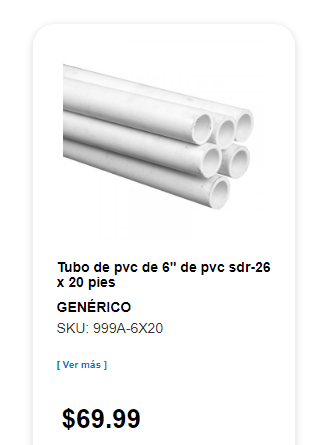 Tubo de pvc de 6" de pvc sdr-26
x 20 pies
GENÉRICO
SKU: 999A-6X20
[ Ver más ]
$69.99